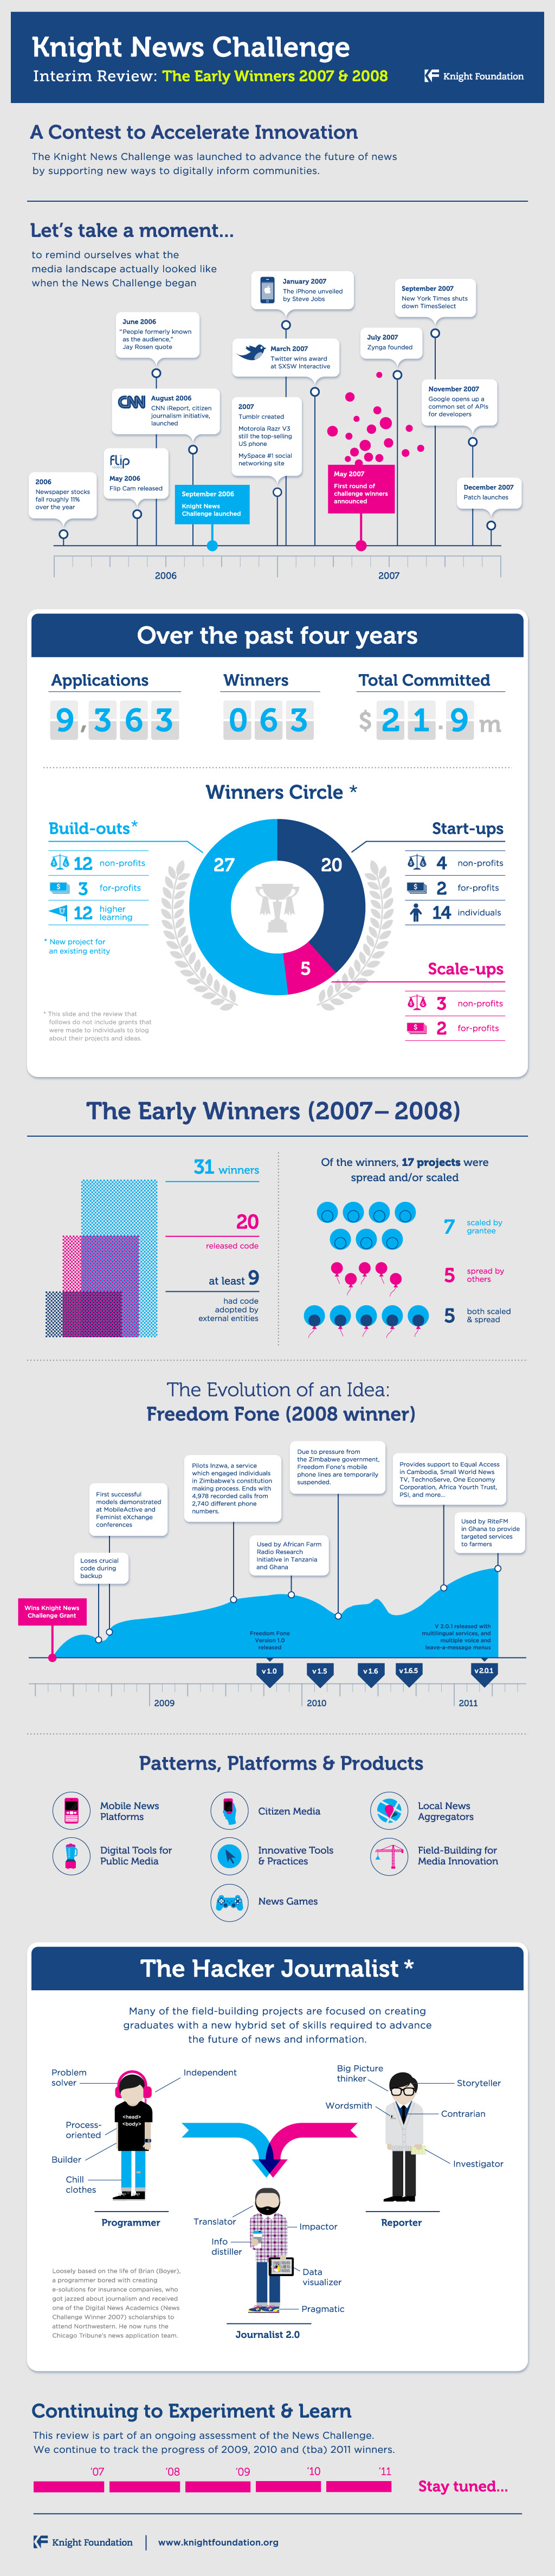 Knight News Challenge
Interim Review: The Early Winners 2007 & 2008
Knight Foundation
A Contest to Accelerate Innovation
The Knight News Challenge was launched to advance the future of news
by supporting new ways to digitally inform communities.
Let's take a moment...
to remind ourselves what the
media landscape actually looked like
when the News Challenge began
January 2007
The iPhone unveiled
by Steve Jobs
September 2007
New York Times shuts
down TimesSelect
June 2006
"People formerly known
as the audience,"
Jay Rosen quote
March 2007
Twitter wins award
at SXSW Interactive
July 2007
Zynga founded
CNN
August 2006
CNN iReport, citizen
journalism initiative,
launched
2007
Tumblr created
Motorola Razr V3
still the top-selling
US phone
MySpace #1 social
networking site
November 2007
Google opens up a
common set of APIs
for developers
flip
May 2006
Flip Cam released
2006
Newspaper stocks
fall roughly 11%
over the year
September 2006
Knight News
Challenge launched
May 2007
First round of
challenge winners
announced
December 2007
Patch launches
2006
2007
Over the past four years
Applications
9,363
Winners
063
Total Committed
$21.9m
Winners Circle *
Build-outs*
12 non-profits
3 for-profits
12 higher
learning
* New project for
an existing entity
27
20
5
Start-ups
4 non-profits
2 for-profits
14 individuals
Scale-ups
3 non-profits
2 for-profits
* This slide and the review that
follows do not include grants that
were made to individuals to blog
about their projects and ideas.
The Early Winners (2007– 2008)
31 winners
20
released code
at least 9
had code
adopted by
external entities
Of the winners, 17 projects were
spread and/or scaled
7 scaled by
grantee
5 spread by
others
5 both scaled
& spread
The Evolution of an Idea:
Freedom Fone (2008 winner)
Wins Knight News
Challenge Grant
Loses crucial
code during
backup
First successful
models demonstrated
at MobileActive and
Feminist eXchange
conferences
Pilots Inzwa, a service
which engaged individuals
in Zimbabwe's constitution
making process. Ends with
4,978 recorded calls from
2,740 different phone
numbers.
Used by African Farm
Radio Research
Initiative in Tanzania
and Ghana
Due to pressure from
the Zimbabwe government,
Freedom Fone's mobile
phone lines are temporarily
suspended.
Provides support to Equal Access
in Cambodia, Small World News
TV, TechnoServe, One Economy
Corporation, Africa Yourth Trust,
PSI, and more...
Used by RiteFM
in Ghana to provide
targeted services
to farmers
Freedom Fone
Version 1.0
released
V 2.0.1 released with
multilingual services, and
multiple voice and
leave-a-message menus
v1.0
v1.5
v1.6
v1.6.5
v2.0.1
2009
2010
2011
Patterns, Platforms & Products
Mobile News
Platforms
Citizen Media
Local News
Aggregators
Digital Tools for
Public Media
Innovative Tools
& Practices
Field-Building for
Media Innovation
News Games
The Hacker Journalist *
Many of the field-building projects are focused on creating
graduates with a new hybrid set of skills required to advance
the future of news and information.
Problem
solver
Independent
<head>
<body>
Process-
oriented
Builder
Chill
clothes
Programmer
Big Picture
thinker
Storyteller
Wordsmith
Contrarian
Investigator
Reporter
Translator
Impactor
Info
distiller
Data
visualizer
Pragmatic
Journalist 2.0
Loosely based on the life of Brian (Boyer),
a programmer bored with creating
e-solutions for insurance companies, who
got jazzed about journalism and received
one of the Digital News Academics (News
Challenge Winner 2007) scholarships to
attend Northwestern. He now runs the
Chicago Tribune's news application team.
Continuing to Experiment & Learn
This review is part of an ongoing assessment of the News Challenge.
We continue to track the progress of 2009, 2010 and (tba) 2011 winners.
'07
'08
'09
'10
'11
Stay tuned...
Knight Foundation
www.knightfoundation.org